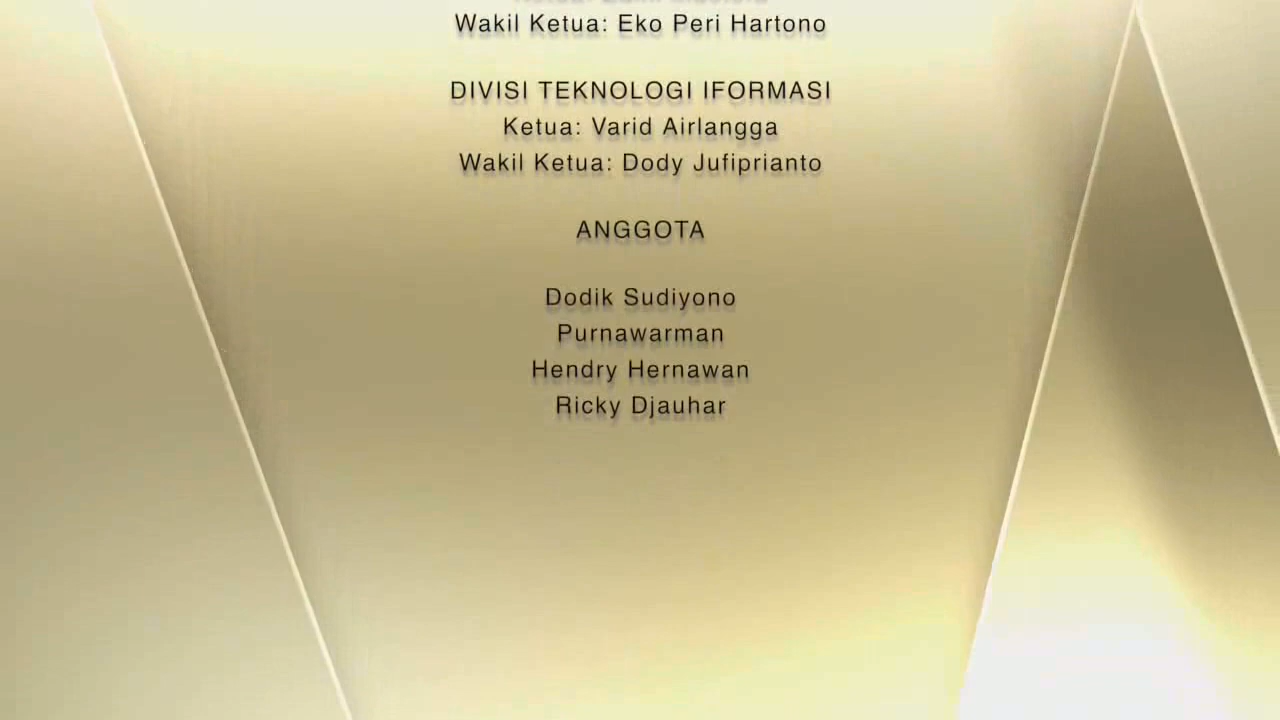 Wakil Ketua: Eko Peri Hartono
DIVISI TEKNOLOGI IFORMASI
Ketua: Varid Airlangga
Wakil Ketua: Dody Jufiprianto
ANGGOTA
Dodik Sudiyono
Purnawarman
Hendry Hernawan
Ricky Djauhar